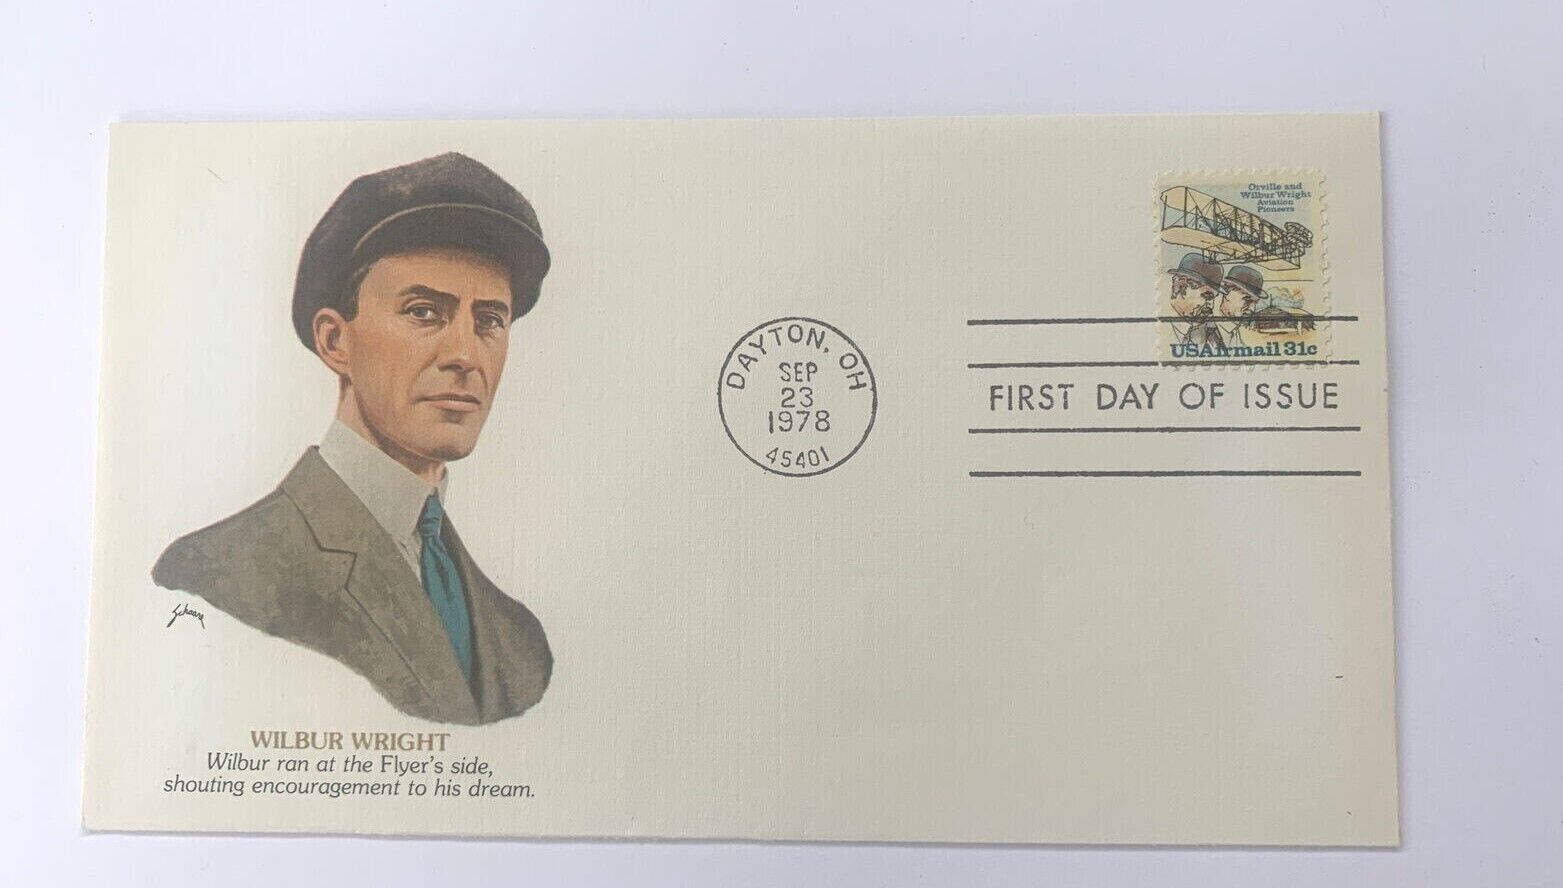 Orville and
Wilbur Wright
Aviation
Pioneers
USAirmail 31c
DAYTON, OH
SEP
23
1978
45401
FIRST DAY OF ISSUE
Schaare
WILBUR WRIGHT
Wilbur ran at the Flyer's side,
shouting encouragement to his dream.